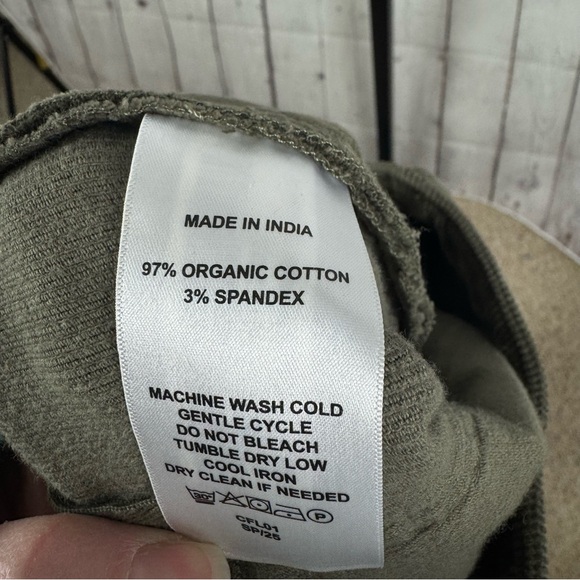 MADE IN INDIA
97% ORGANIC COTTON
3% SPANDEX
MACHINE WASH COLD
GENTLE CYCLE
DO NOT BLEACH
TUMBLE DRY LOW
COOL IRON
DRY CLEAN IF NEEDED
30° P
CFL01
SP/25